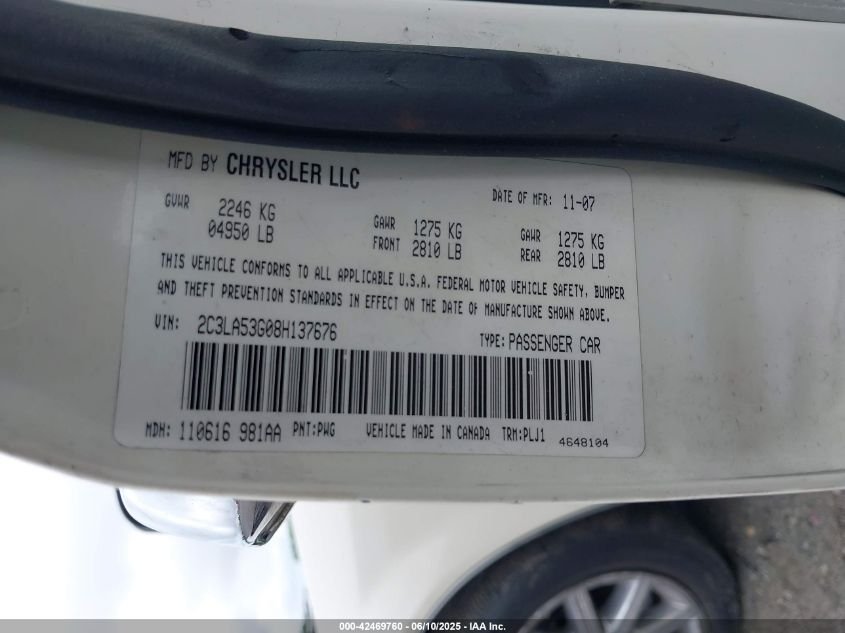 MFD BY CHRYSLER LLC
DATE OF MFR: 11-07
GVWR 2246 KG
04950 LB
GAWR 1275 KG
FRONT 2810 LB
GAWR 1275 KG
REAR 2810 LB
THIS VEHICLE CONFORMS TO ALL APPLICABLE U.S.A. FEDERAL MOTOR VEHICLE SAFETY, BUMPER
AND THEFT PREVENTION STANDARDS IN EFFECT ON THE DATE OF MANUFACTURE SHOWN ABOVE.
VIN: 2C3LA53G08H137676
TYPE: PASSENGER CAR
MDH: 110616 981AA PNT:PWG VEHICLE MADE IN CANADA TRM:PLJ1 4648104
000-42469760 - 06/10/2025 - IAA Inc.